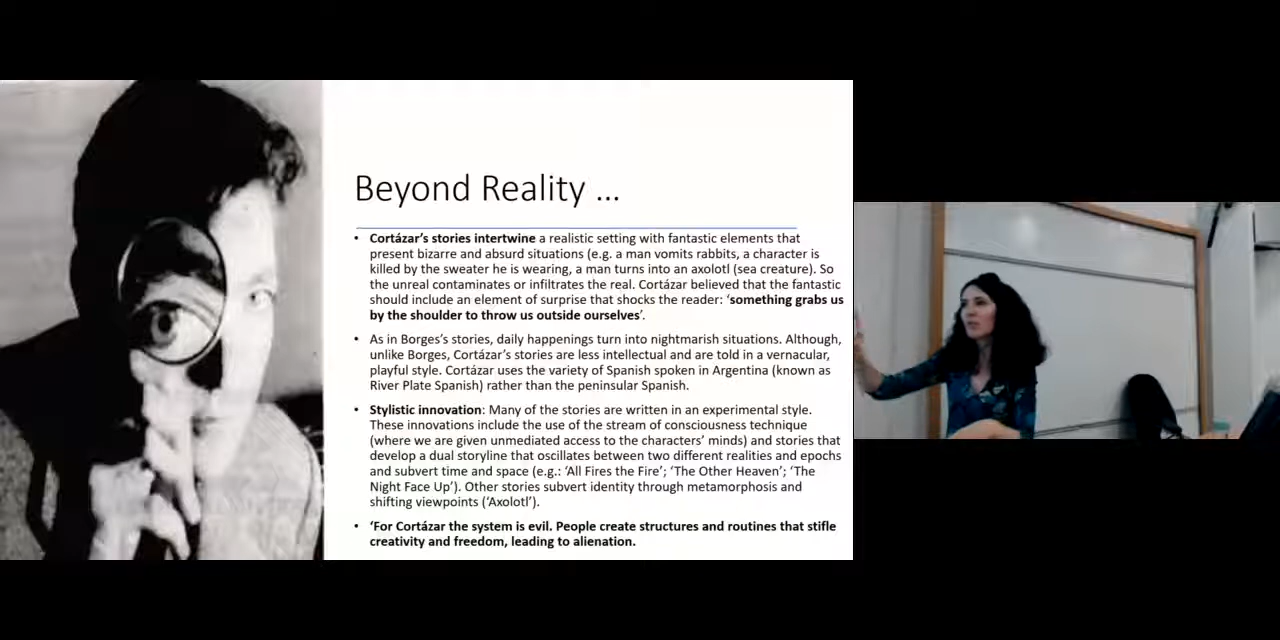 Beyond Reality ...
• Cortázar's stories intertwine a realistic setting with fantastic elements that
present bizarre and absurd situations (e.g. a man vomits rabbits, a character is
killed by the sweater he is wearing, a man turns into an axolotl (sea creature). So
the unreal contaminates or infiltrates the real. Cortázar believed that the fantastic
should include an element of surprise that shocks the reader: 'something grabs us
by the shoulder to throw us outside ourselves'.
• As in Borges's stories, daily happenings turn into nightmarish situations. Although,
unlike Borges, Cortázar's stories are less intellectual and are told in a vernacular,
playful style. Cortázar uses the variety of Spanish spoken in Argentina (known as
River Plate Spanish) rather than the peninsular Spanish.
• Stylistic innovation: Many of the stories are written in an experimental style.
These innovations include the use of the stream of consciousness technique
(where we are given unmediated access to the characters' minds) and stories that
develop a dual storyline that oscillates between two different realities and epochs
and subvert time and space (e.g.: 'All Fires the Fire'; 'The Other Heaven'; 'The
Night Face Up'). Other stories subvert identity through metamorphosis and
shifting viewpoints ('Axolotl').
• 'For Cortázar the system is evil. People create structures and routines that stifle
creativity and freedom, leading to alienation.